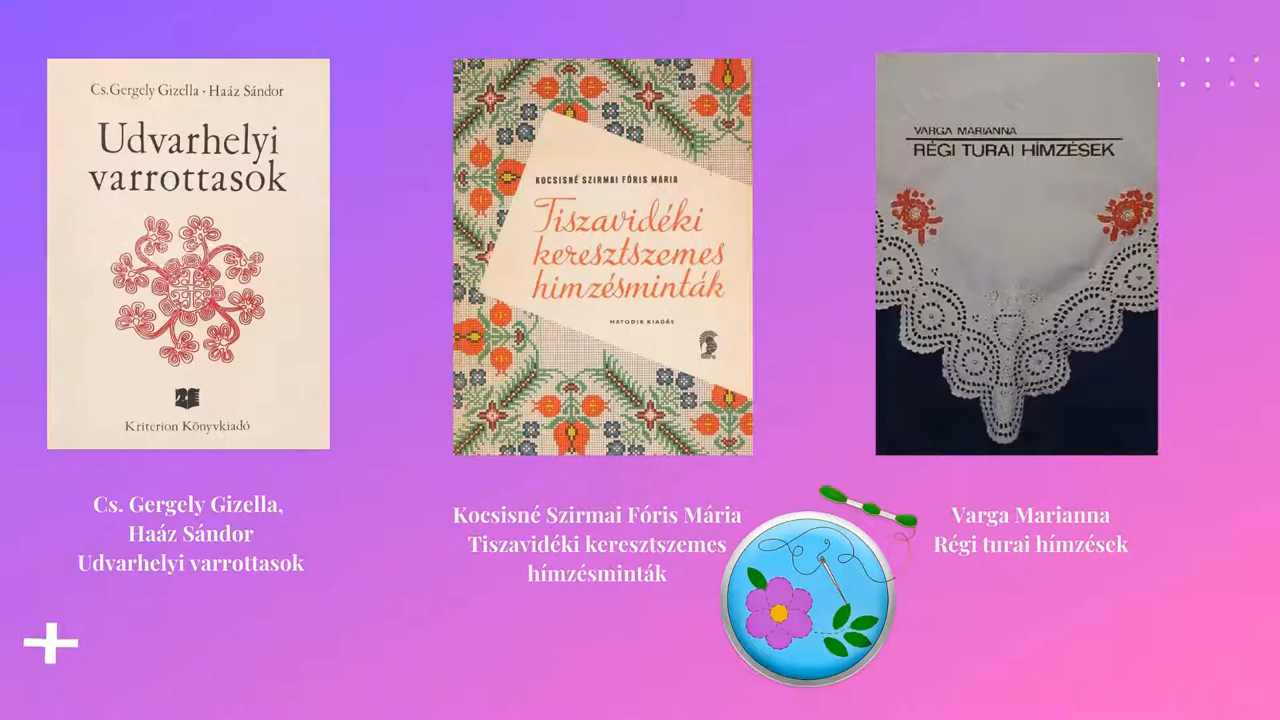 Cs.Gergely Gizella · Haáz Sándor
Udvarhelyi
varrottasok
Kriterion Könyvkiadó
Cs. Gergely Gizella,
Haáz Sándor
Udvarhelyi varrottasok
KOCSISNÉ SZIRMAI FÓRIS MÁRIA
Tiszavidéki
keresztszemes
hímzésminták
HATODIK KIADÁS
Kocsisné Szirmai Fóris Mária
Tiszavidéki keresztszemes
hímzésminták
VARGA MARIANNA
RÉGI TURAI HÍMZÉSEK
Varga Marianna
Régi turai hímzések